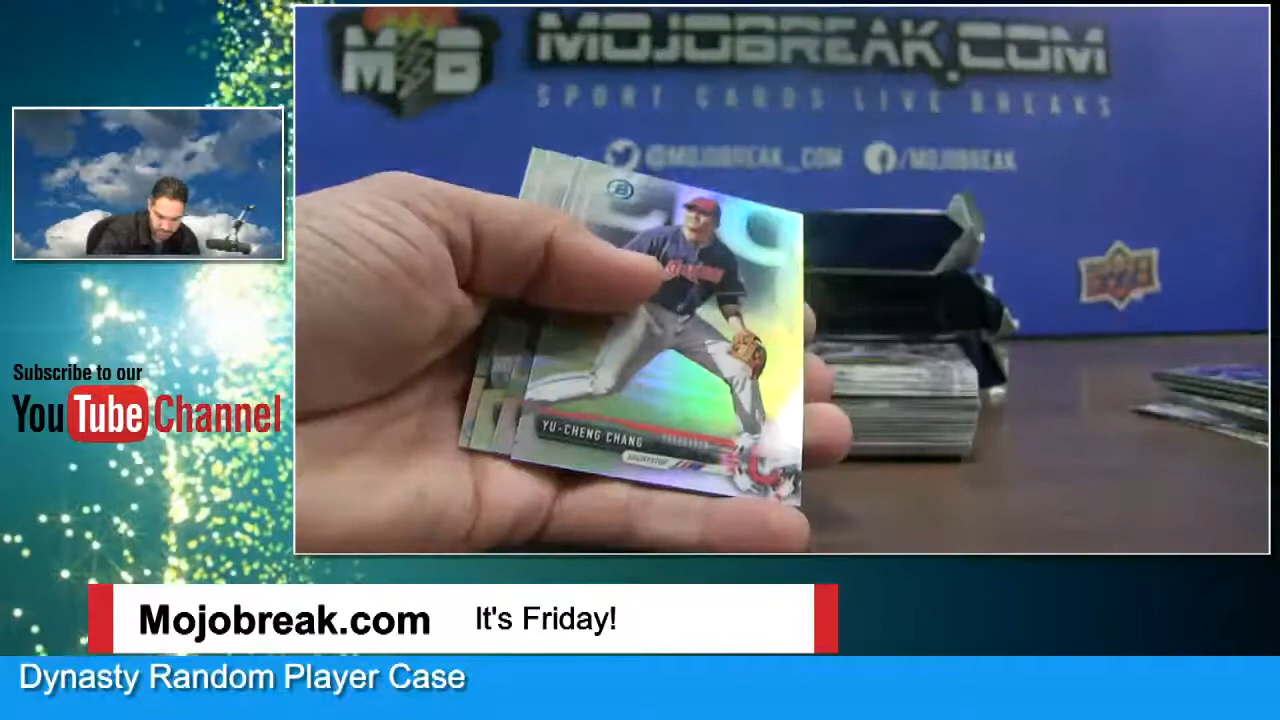 MB
MOJOBREAK.COM
SPORT CARDS LIVE BREAKS
@MOJOBREAK_COM /MOJOBREAK
B
YU-CHENG CHANG
Subscribe to our
YouTube Channel
Mojobreak.com It's Friday!
Dynasty Random Player Case